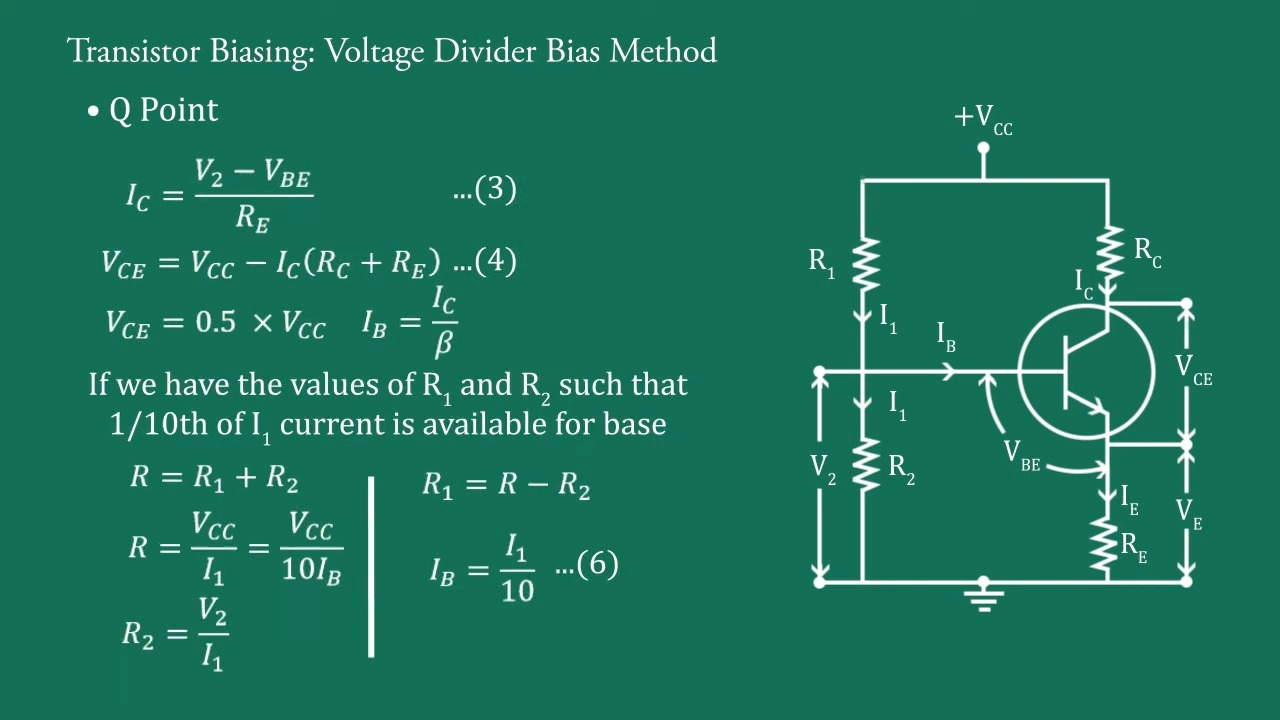 Transistor Biasing: Voltage Divider Bias Method
• Q Point
I_C = (V_2 − V_BE) / R_E ...(3)
V_CE = V_CC − I_C(R_C + R_E) ...(4)
V_CE = 0.5 × V_CC I_B = I_C / β
If we have the values of R_1 and R_2 such that
1/10th of I_1 current is available for base
R = R_1 + R_2
R = V_CC / I_1 = V_CC / 10I_B
R_2 = V_2 / I_1
R_1 = R − R_2
I_B = I_1 / 10 ...(6)
+V_CC
R_1
R_C
I_C
I_1
I_B
V_CE
I_1
V_BE
V_2
R_2
I_E
V_E
R_E